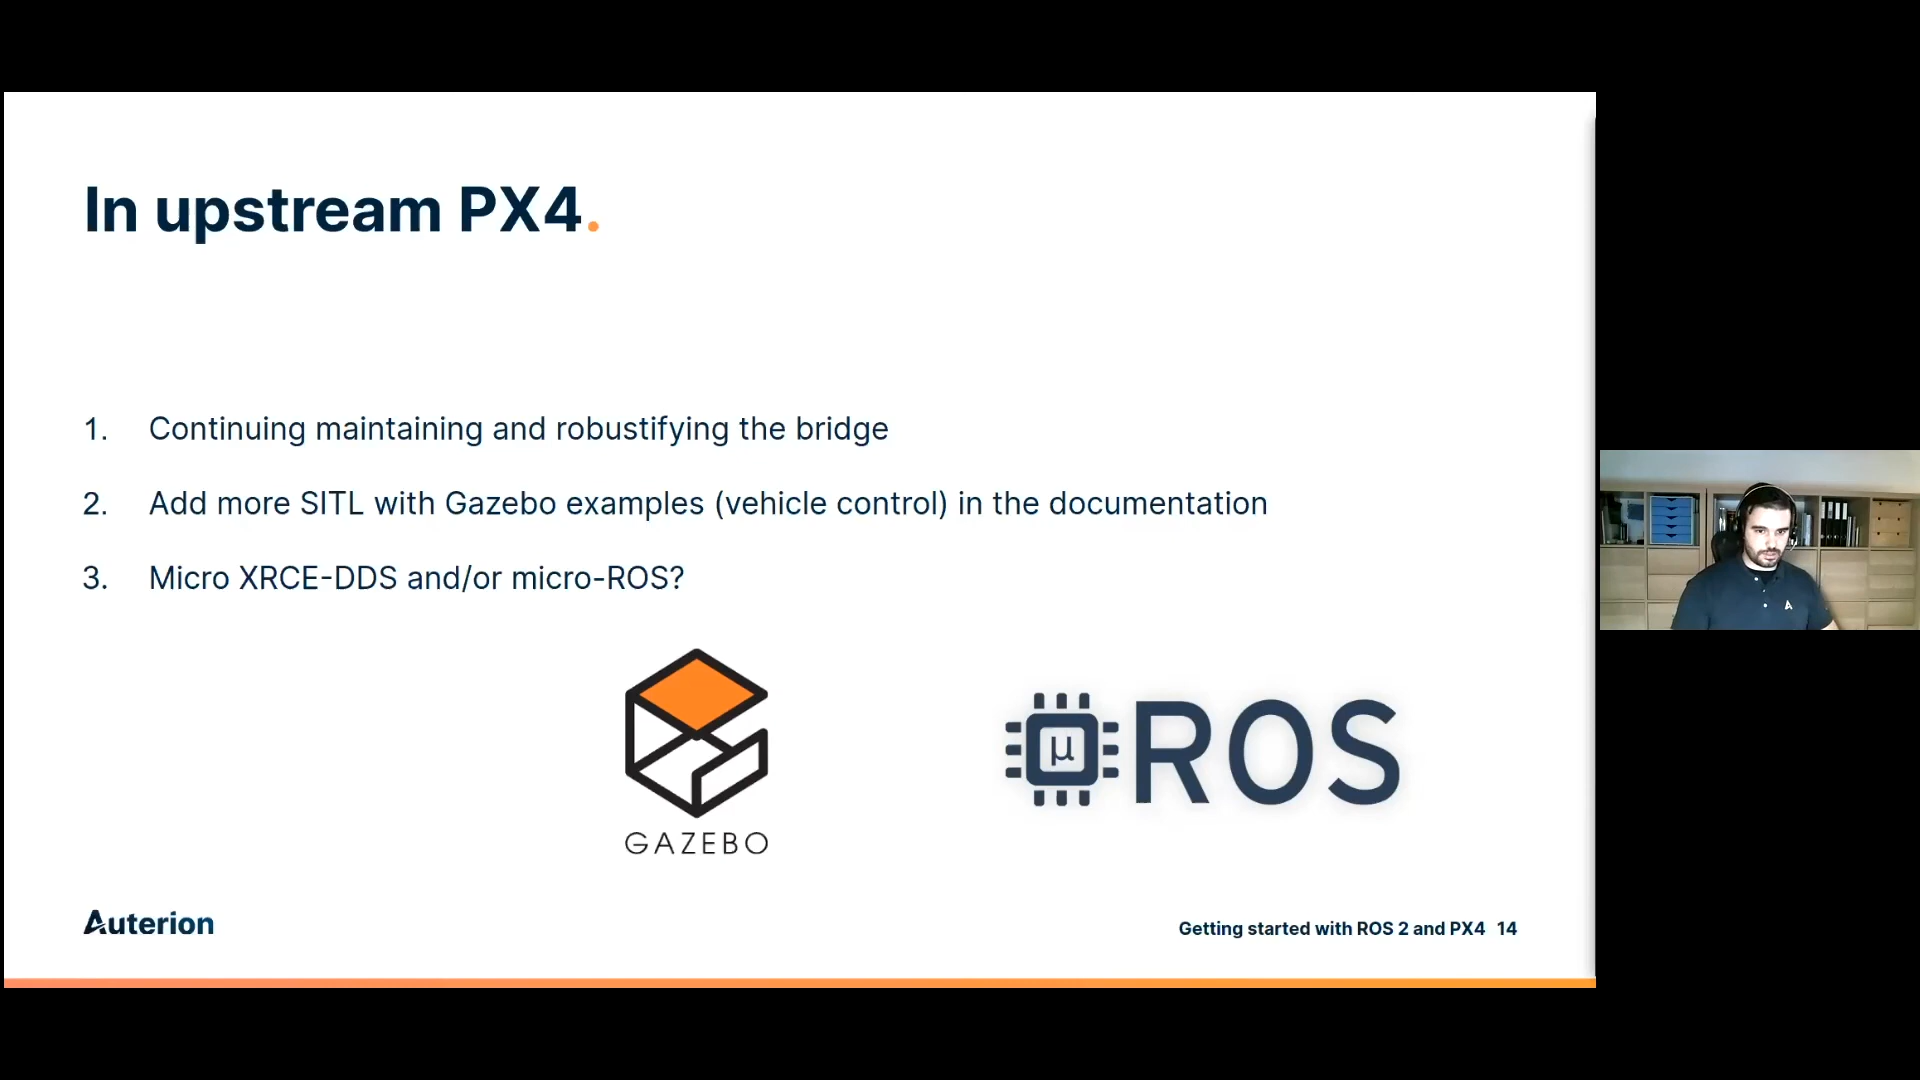 In upstream PX4.
1. Continuing maintaining and robustifying the bridge
2. Add more SITL with Gazebo examples (vehicle control) in the documentation
3. Micro XRCE-DDS and/or micro-ROS?
GAZEBO
µ ROS
Auterion
Getting started with ROS 2 and PX4 14